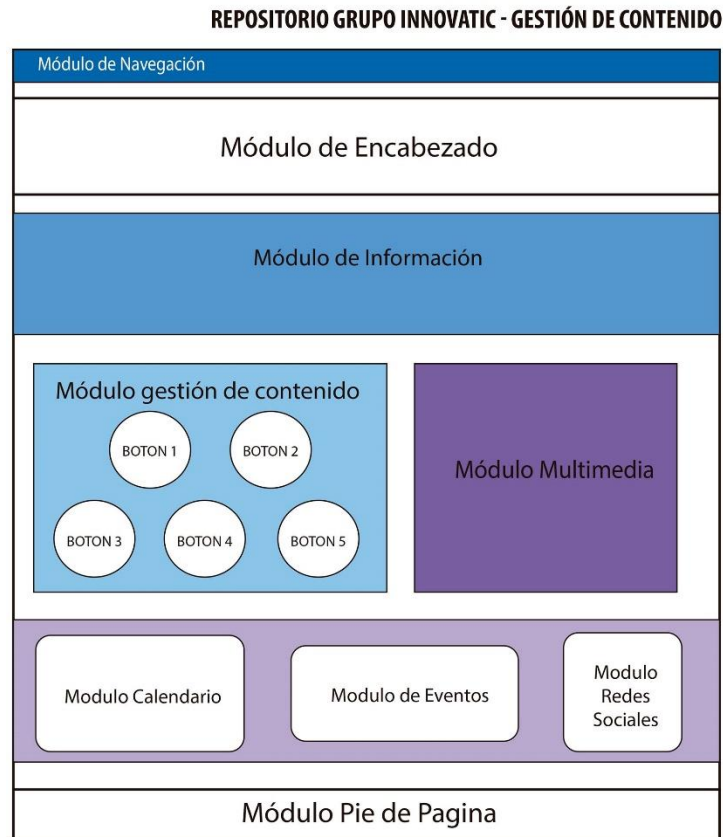 REPOSITORIO GRUPO INNOVATIC - GESTIÓN DE CONTENIDO
Módulo de Navegación
Módulo de Encabezado
Módulo de Información
Módulo gestión de contenido
BOTON 1
BOTON 2
BOTON 3
BOTON 4
BOTON 5
Módulo Multimedia
Modulo Calendario
Modulo de Eventos
Modulo
Redes
Sociales
Módulo Pie de Pagina